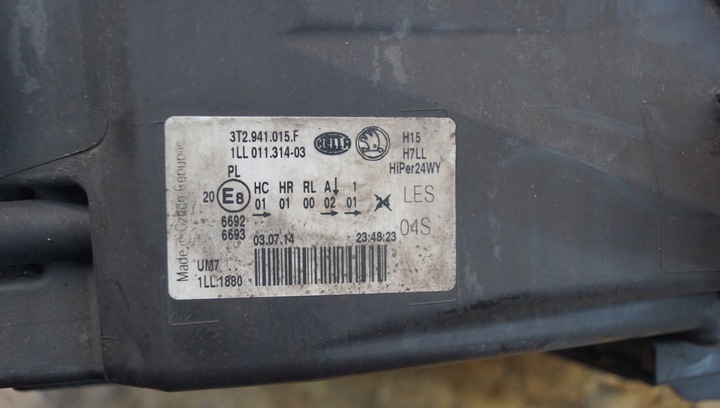 3T2.941.015.F
1LL 011.314-03
HELLA
H15
H7LL
HiPer24WY
PL
20 E8 HC HR RL A↓ 1
01 01 00 02 01
LES
6692
6693
04S
03.07.14 23:48:23
UM7
1LL.1880
Made in Czech Republic